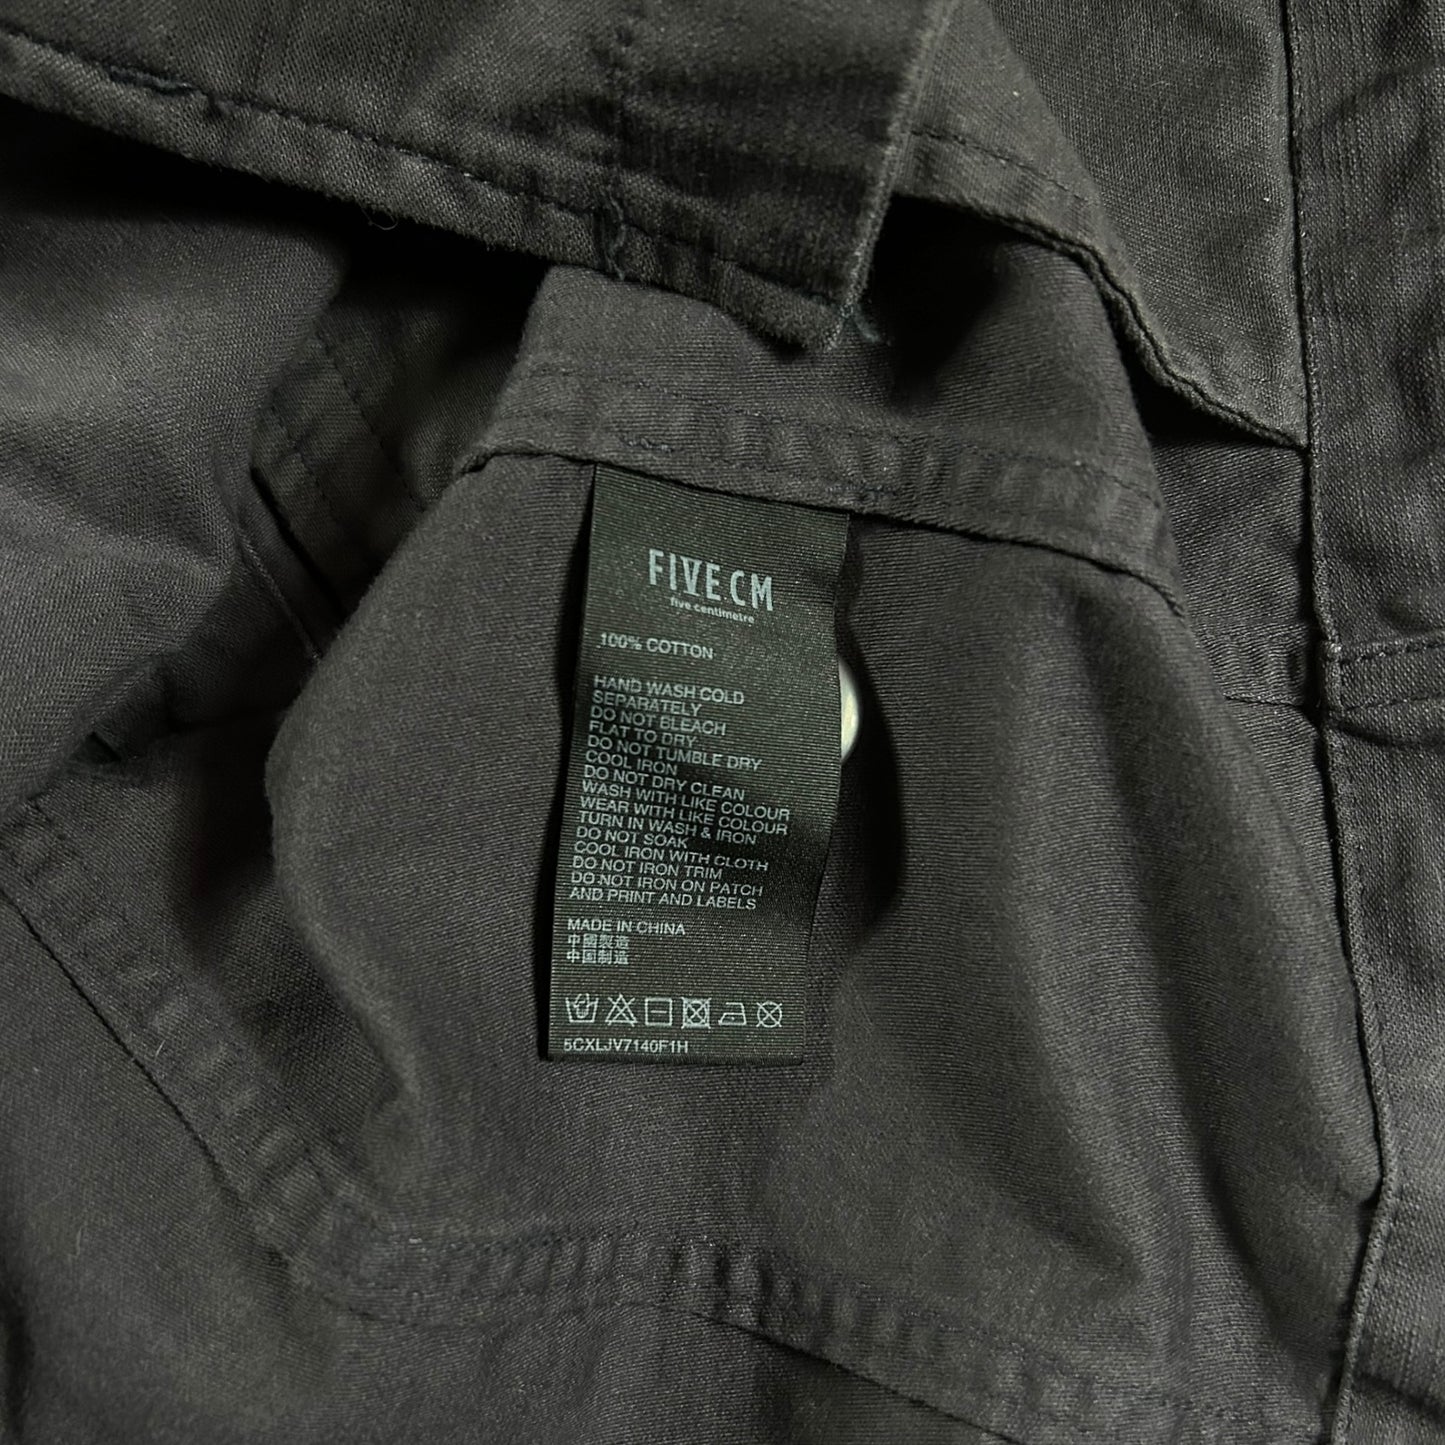 FIVE.CM
five centimetre
100% COTTON
HAND WASH COLD
SEPARATELY
DO NOT BLEACH
FLAT TO DRY
DO NOT TUMBLE DRY
COOL IRON
DO NOT DRY CLEAN
WASH WITH LIKE COLOUR
WEAR WITH LIKE COLOUR
TURN IN WASH & IRON
DO NOT SOAK
COOL IRON WITH CLOTH
DO NOT IRON TRIM
DO NOT IRON ON PATCH
AND PRINT AND LABELS
MADE IN CHINA
中國製造
中国制造
5CXLJV7140F1H